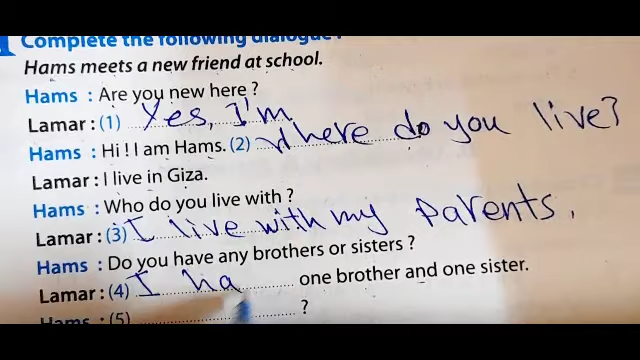 Complete the following dialogue:
Hams meets a new friend at school.
Hams : Are you new here ?
Lamar : (1) Yes, I'm
Hams : Hi ! I am Hams. (2) Where do you live?
Lamar : I live in Giza.
Hams : Who do you live with ?
Lamar : (3) I live with my parents.
Hams : Do you have any brothers or sisters ?
Lamar : (4) I ha one brother and one sister.
Hams : (5) ?